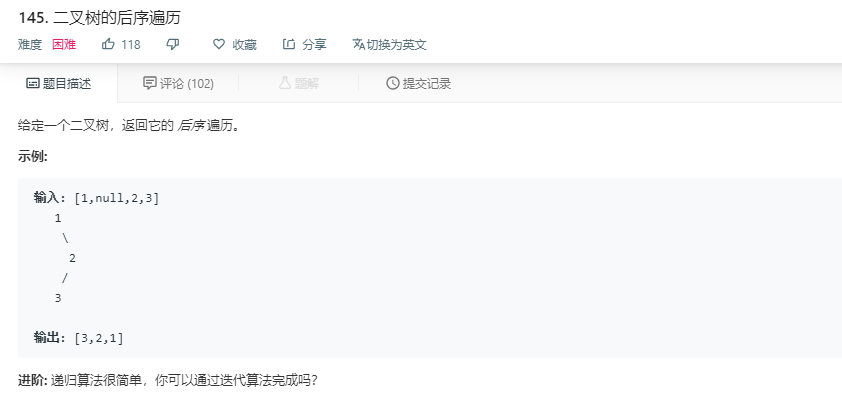 145. 二叉树的后序遍历
难度 困难 118 收藏 分享 切换为英文
题目描述 评论 (102) 题解 提交记录
给定一个二叉树，返回它的 后序 遍历。
示例:
输入: [1,null,2,3]
1
\
2
/
3
输出: [3,2,1]
进阶: 递归算法很简单，你可以通过迭代算法完成吗？